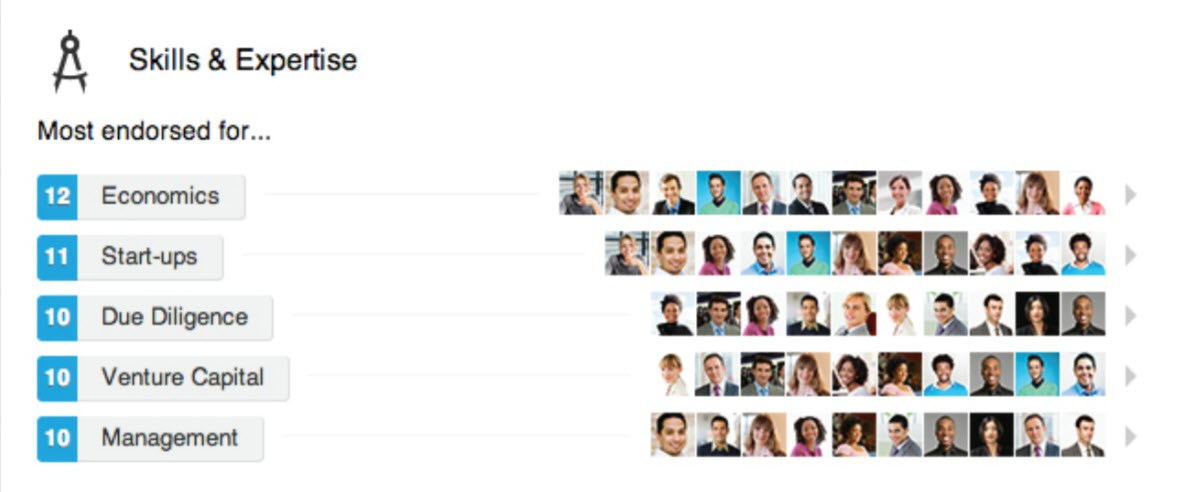 Skills & Expertise
Most endorsed for...
12 Economics
11 Start-ups
10 Due Diligence
10 Venture Capital
10 Management